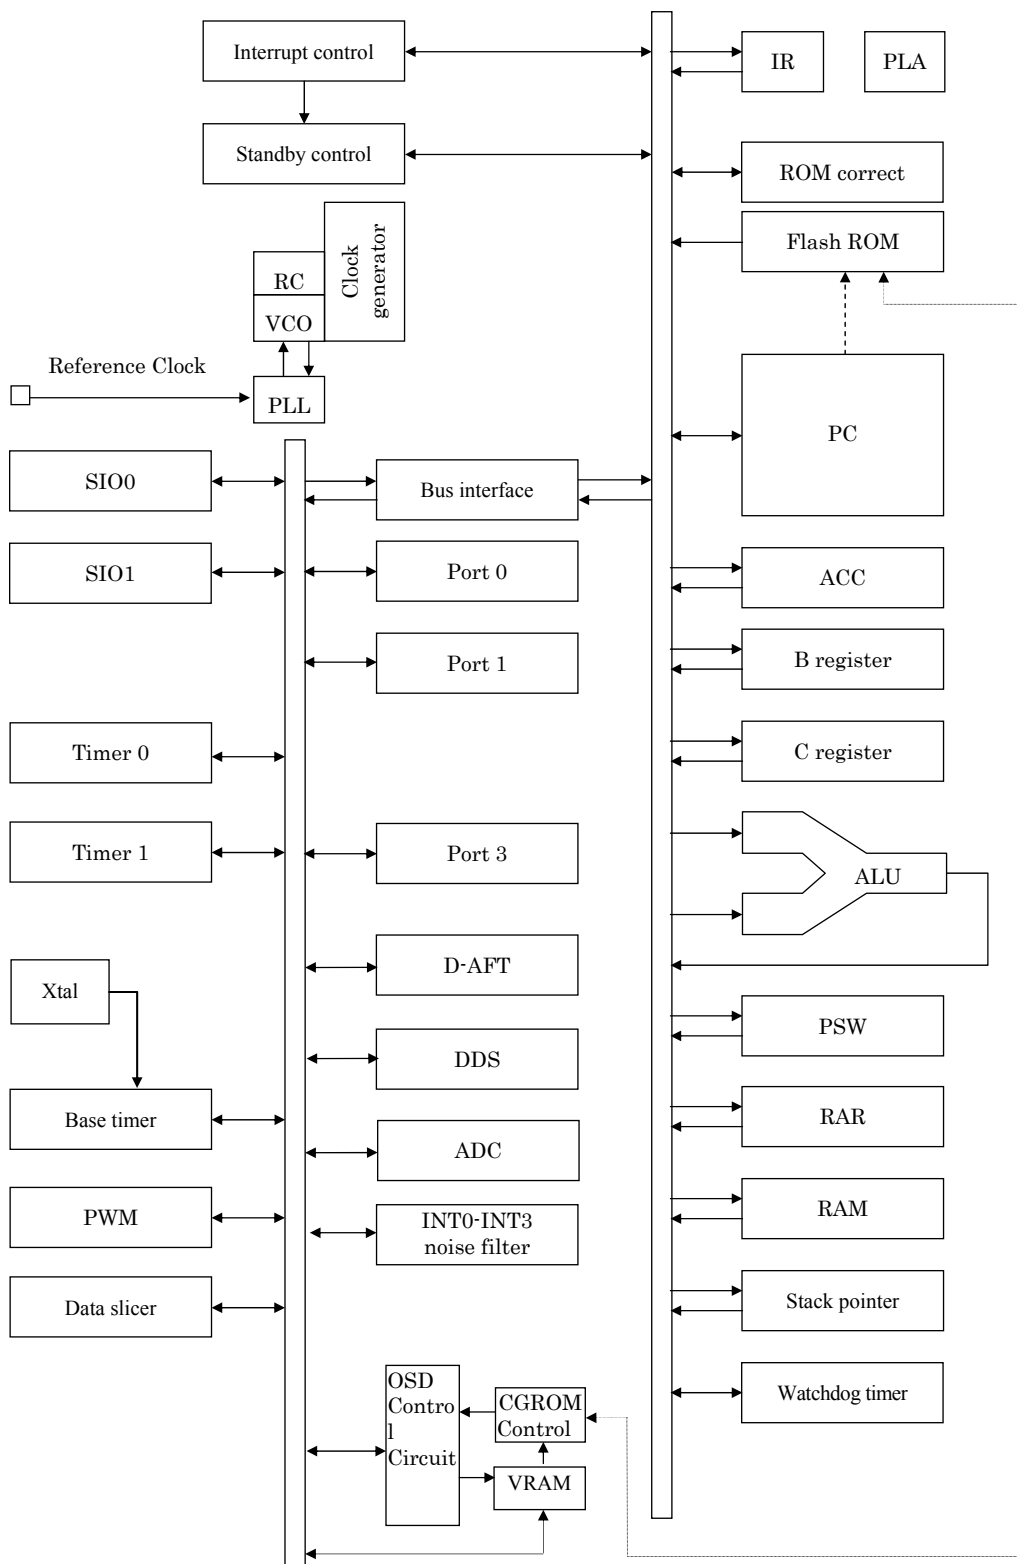 Interrupt control
IR
PLA
Standby control
ROM correct
Flash ROM
Clock
generator
RC
VCO
Reference Clock
PLL
PC
SIO0
Bus interface
SIO1
Port 0
ACC
Port 1
B register
Timer 0
C register
Timer 1
Port 3
ALU
D-AFT
Xtal
PSW
DDS
Base timer
RAR
ADC
PWM
INT0-INT3
noise filter
RAM
Data slicer
Stack pointer
OSD
Contro
l
Circuit
CGROM
Control
Watchdog timer
VRAM